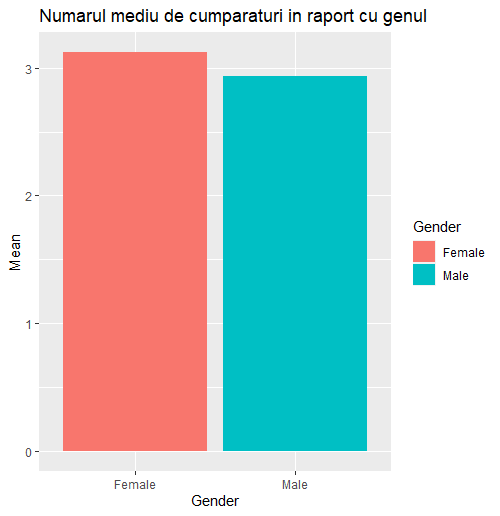 Numarul mediu de cumparaturi in raport cu genul
3
2
1
0
Mean
Female
Male
Gender
Gender
Female
Male